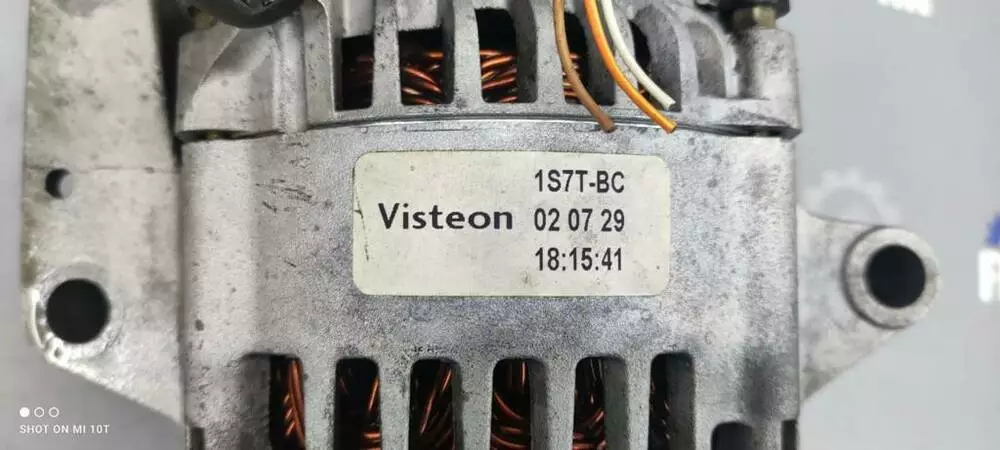 1S7T-BC
Visteon 02 07 29
18:15:41
SHOT ON MI 10T